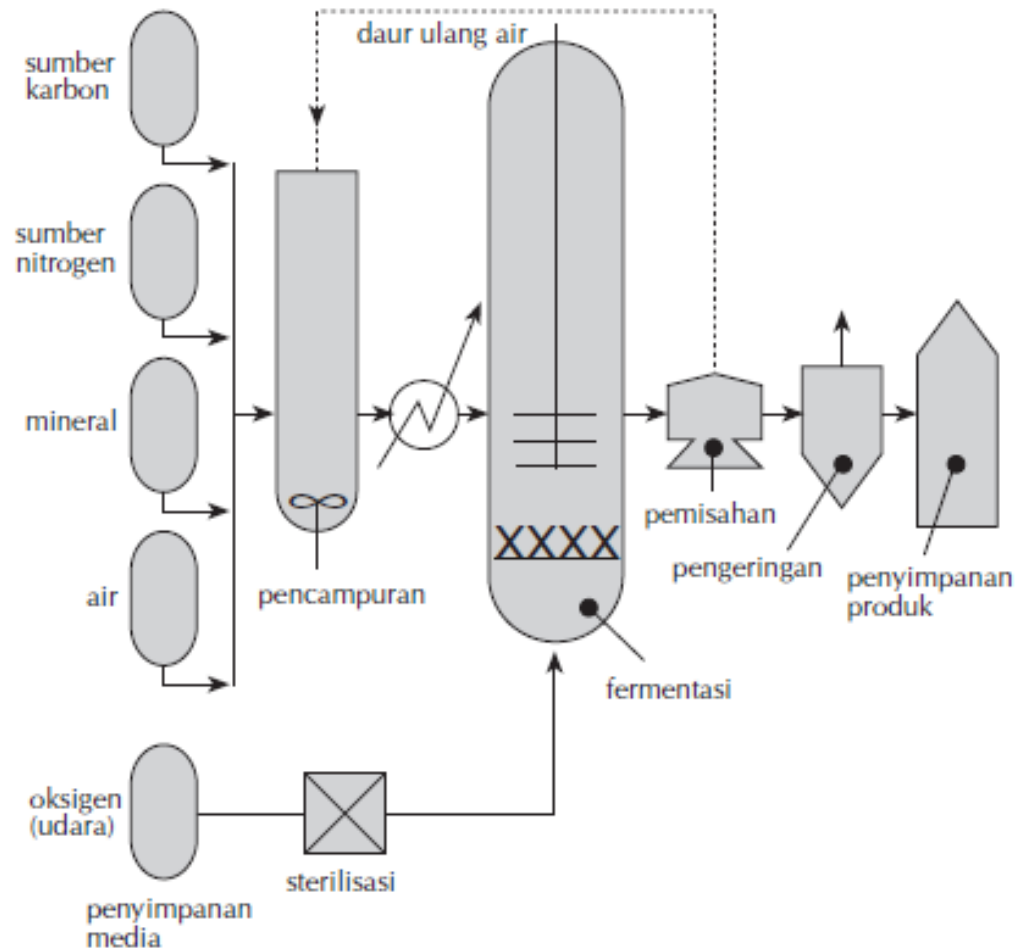 daur ulang air
sumber
karbon
sumber
nitrogen
mineral
air
pencampuran
XXXX
fermentasi
pemisahan
pengeringan
penyimpanan
produk
oksigen
(udara)
sterilisasi
penyimpanan
media